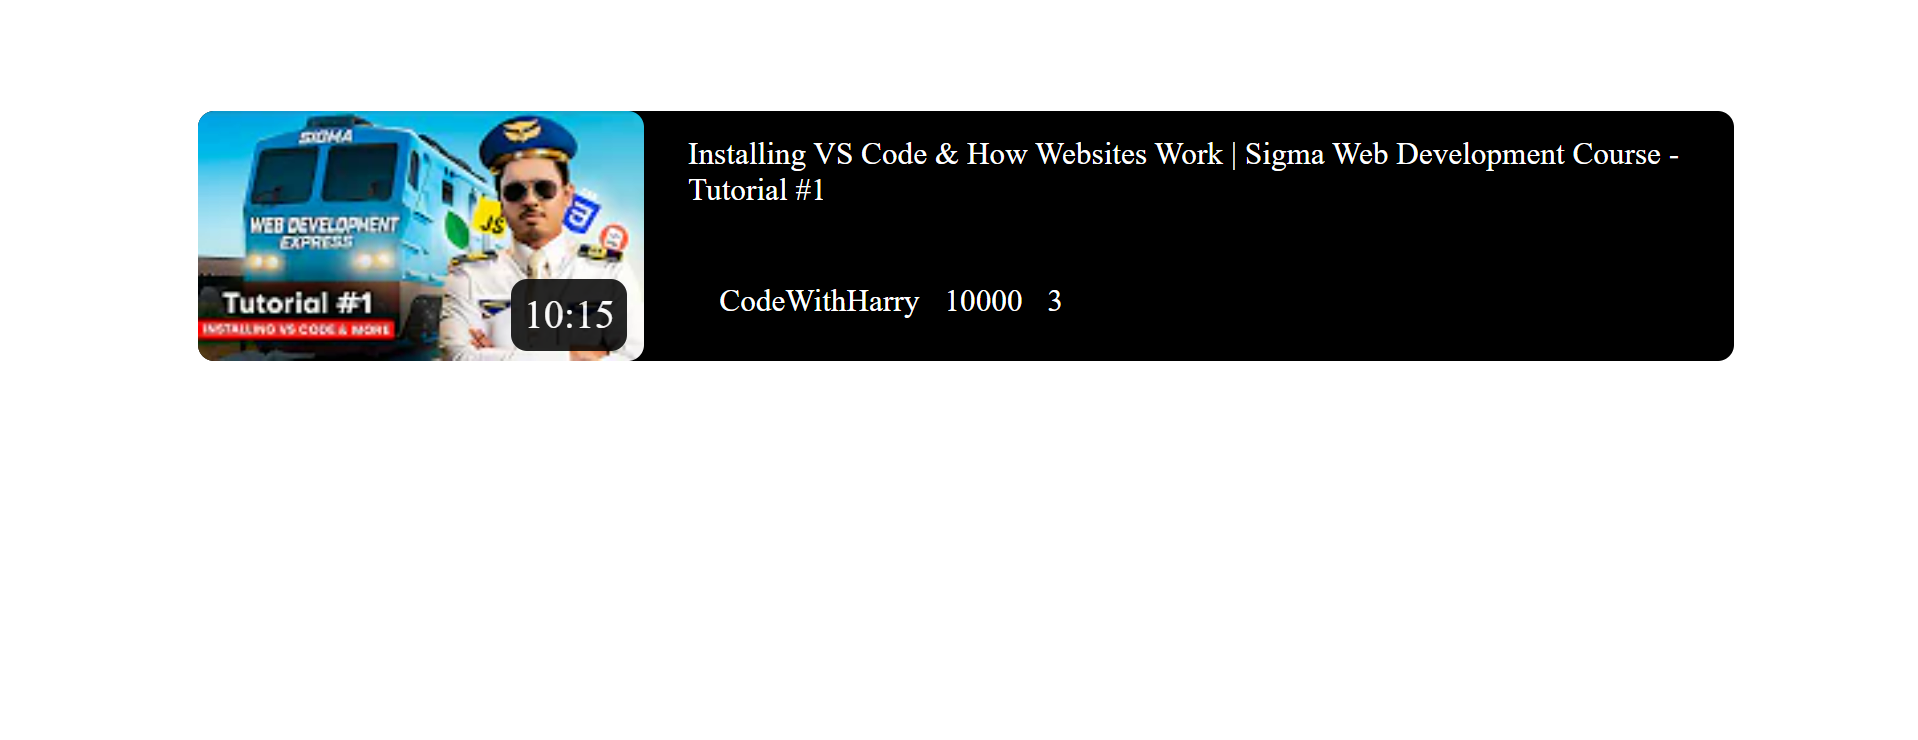 SIGMA
WEB DEVELOPMENT
EXPRESS
JS
Tutorial #1
INSTALLING VS CODE & MORE
10:15
Installing VS Code & How Websites Work | Sigma Web Development Course -
Tutorial #1
CodeWithHarry 10000 3